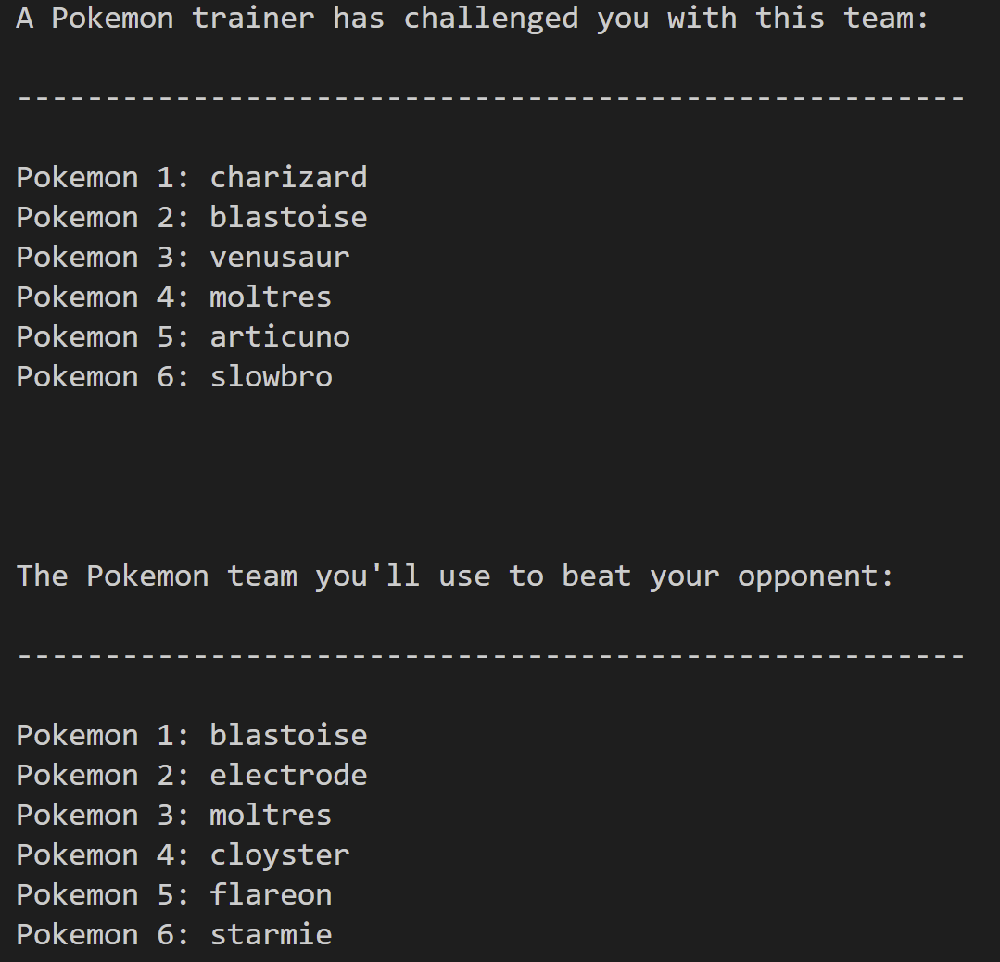 A Pokemon trainer has challenged you with this team:
------------------------------------------------------
Pokemon 1: charizard
Pokemon 2: blastoise
Pokemon 3: venusaur
Pokemon 4: moltres
Pokemon 5: articuno
Pokemon 6: slowbro
The Pokemon team you'll use to beat your opponent:
------------------------------------------------------
Pokemon 1: blastoise
Pokemon 2: electrode
Pokemon 3: moltres
Pokemon 4: cloyster
Pokemon 5: flareon
Pokemon 6: starmie